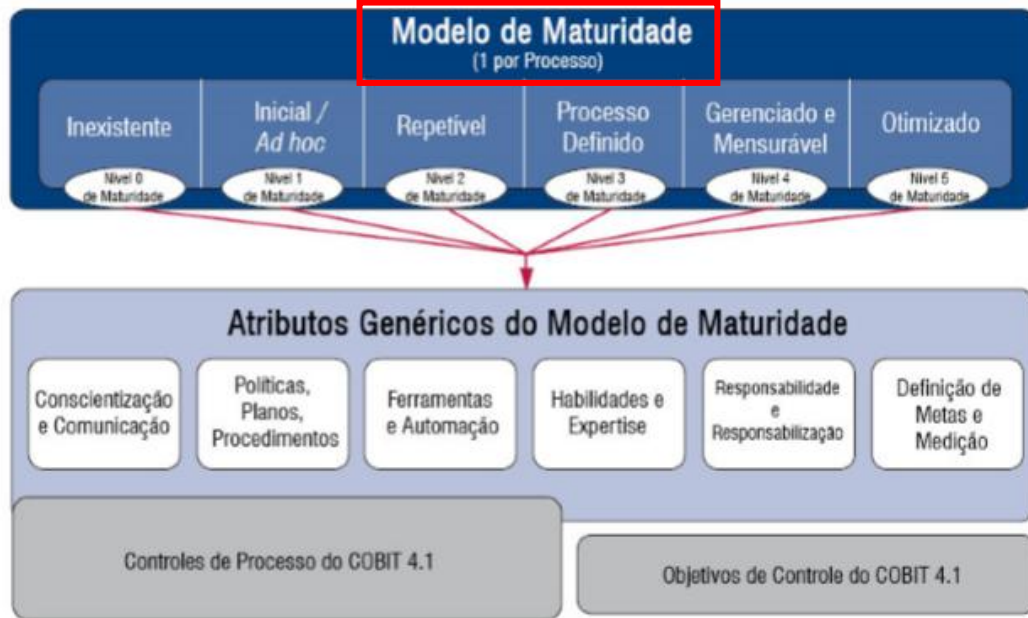 Modelo de Maturidade
(1 por Processo)
Inexistente
Inicial /
Ad hoc
Repetível
Processo
Definido
Gerenciado e
Mensurável
Otimizado
Nível 0
de Maturidade
Nível 1
de Maturidade
Nível 2
de Maturidade
Nível 3
de Maturidade
Nível 4
de Maturidade
Nível 5
de Maturidade
Atributos Genéricos do Modelo de Maturidade
Conscientização
e Comunicação
Políticas,
Planos,
Procedimentos
Ferramentas
e Automação
Habilidades e
Expertise
Responsabilidade
e
Responsabilização
Definição de
Metas e
Medição
Controles de Processo do COBIT 4.1
Objetivos de Controle do COBIT 4.1